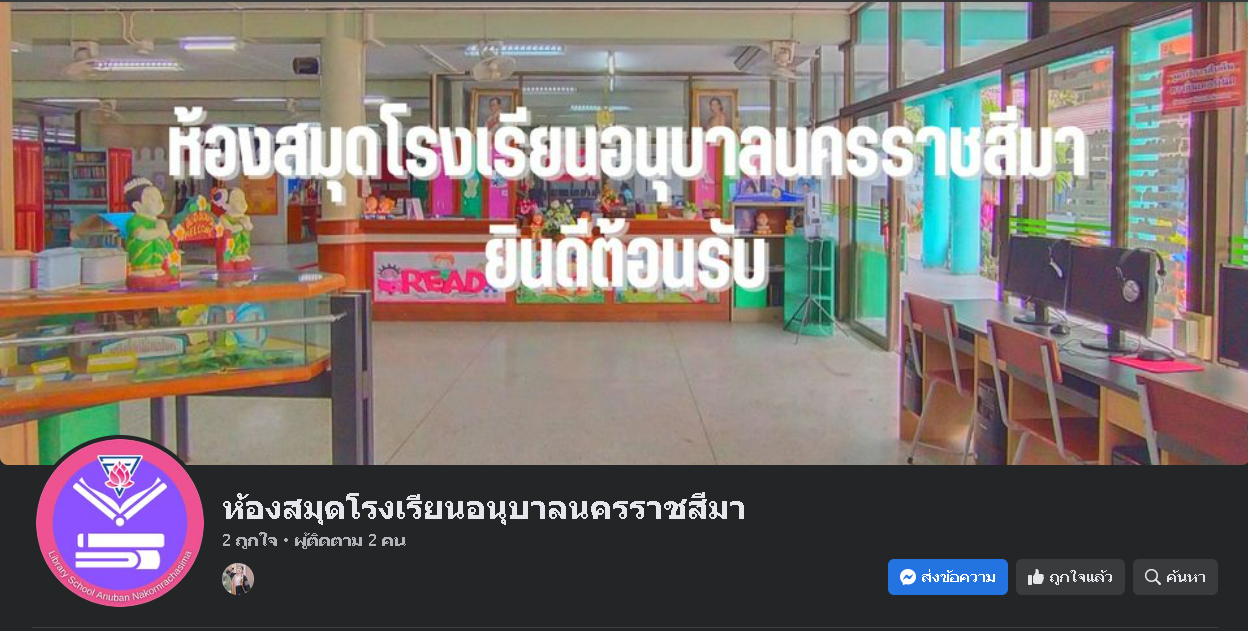 ห้องสมุดโรงเรียนอนุบาลนครราชสีมา
ยินดีต้อนรับ
READ
ห้องสมุดโรงเรียนอนุบาลนครราชสีมา
2 ถูกใจ • ผู้ติดตาม 2 คน
Library School Anuban Nakornrachasima
ส่งข้อความ
ถูกใจแล้ว
ค้นหา